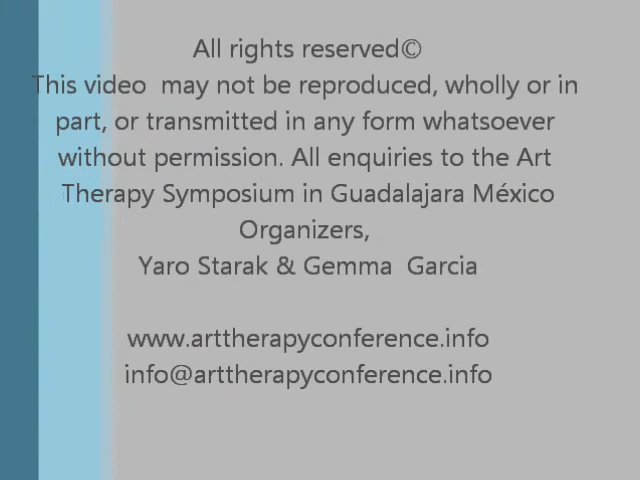 All rights reserved©
This video may not be reproduced, wholly or in
part, or transmitted in any form whatsoever
without permission. All enquiries to the Art
Therapy Symposium in Guadalajara México
Organizers,
Yaro Starak & Gemma Garcia
www.arttherapyconference.info
info@arttherapyconference.info